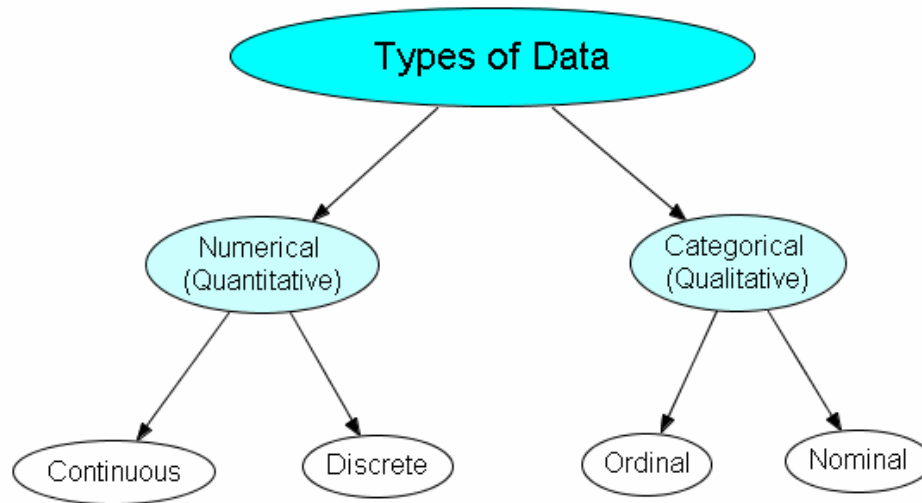 Types of Data
Numerical
(Quantitative)
Categorical
(Qualitative)
Continuous
Discrete
Ordinal
Nominal